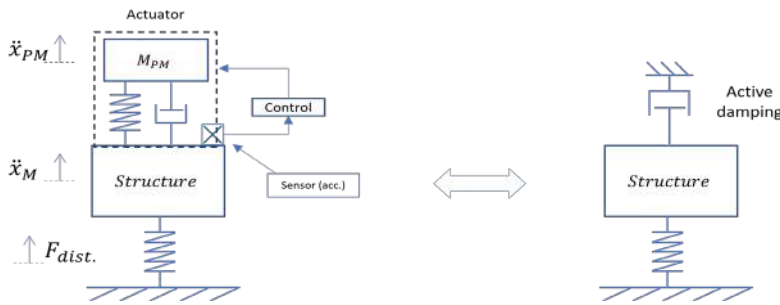 Actuator
ẍ_PM
M_PM
Control
Active
damping
ẍ_M
Structure
Sensor (acc.)
Structure
F_dist.